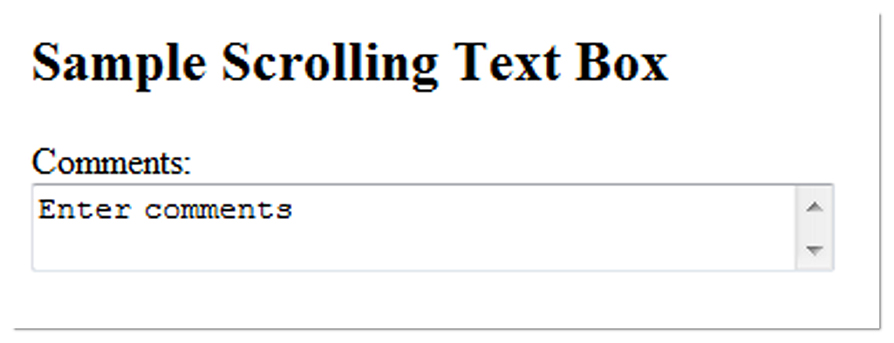 Sample Scrolling Text Box
Comments:
Enter comments